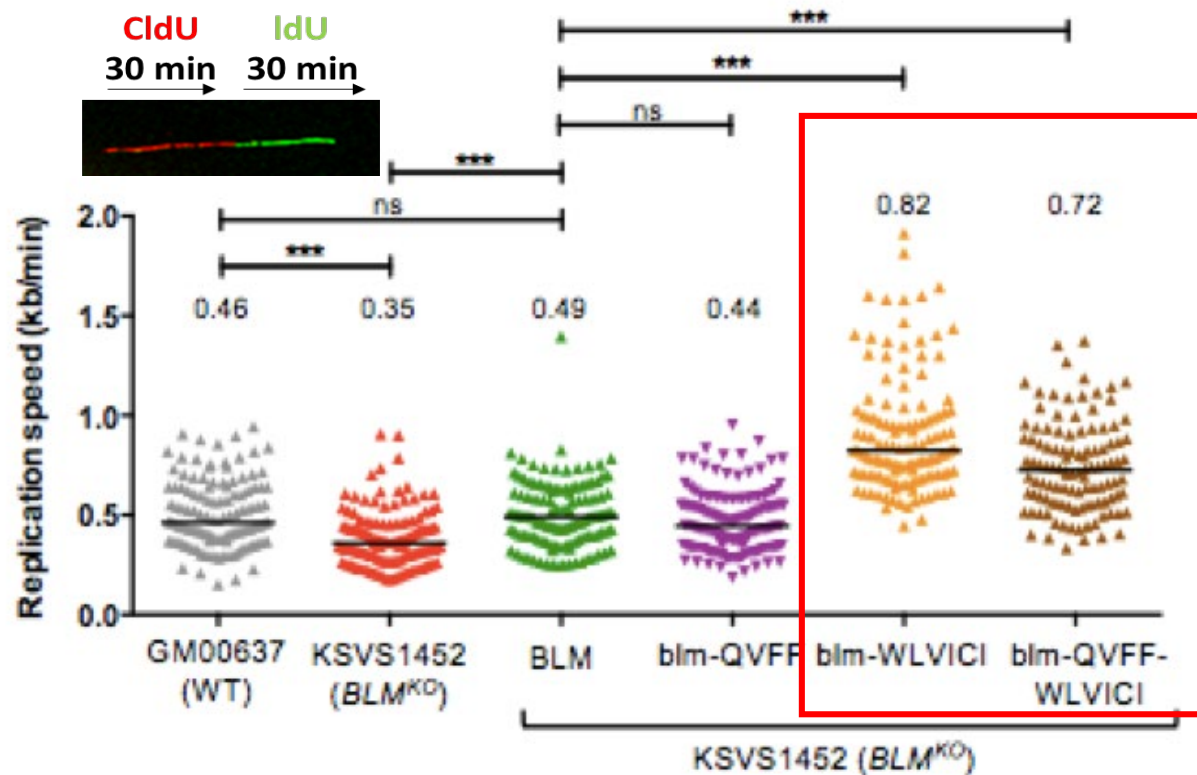 CldU IdU
30 min 30 min
***
***
ns
***
ns
***
0.46 0.35 0.49 0.44 0.82 0.72
Replication speed (kb/min)
2.0
1.5
1.0
0.5
0.0
GM00637
(WT)
KSVS1452
(BLMKO)
BLM
blm-QVFF
blm-WLVICI
blm-QVFF-
WLVICI
KSVS1452 (BLMKO)